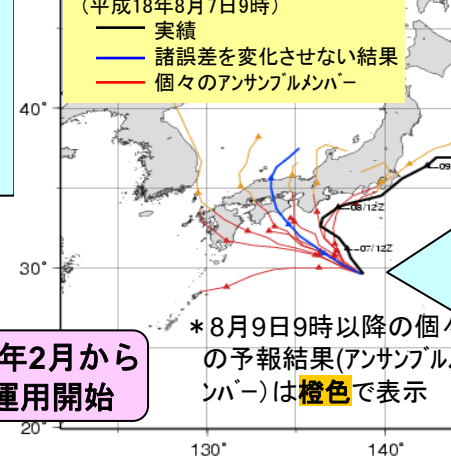 (平成18年8月7日9時)
実績
諸誤差を変化させない結果
個々のアンサンブルメンバー
40°
09
08/12Z
07/12Z
30°
*8月9日9時以降の個々
の予報結果(アンサンブルメ
ンバー)は橙色で表示
年2月から
運用開始
20°
130°
140°